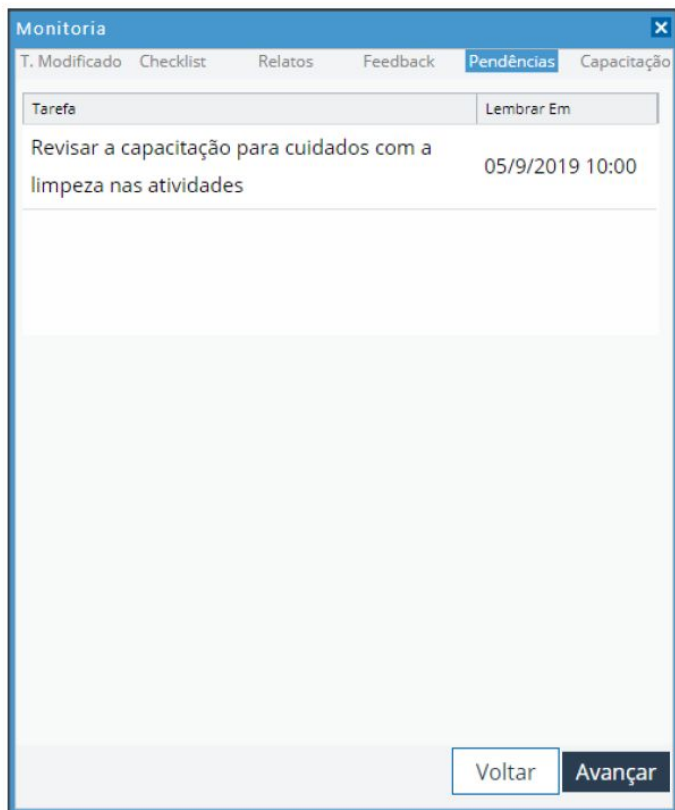 Monitoria
T. Modificado Checklist Relatos Feedback Pendências Capacitação
Tarefa Lembrar Em
Revisar a capacitação para cuidados com a
limpeza nas atividades
05/9/2019 10:00
Voltar Avançar